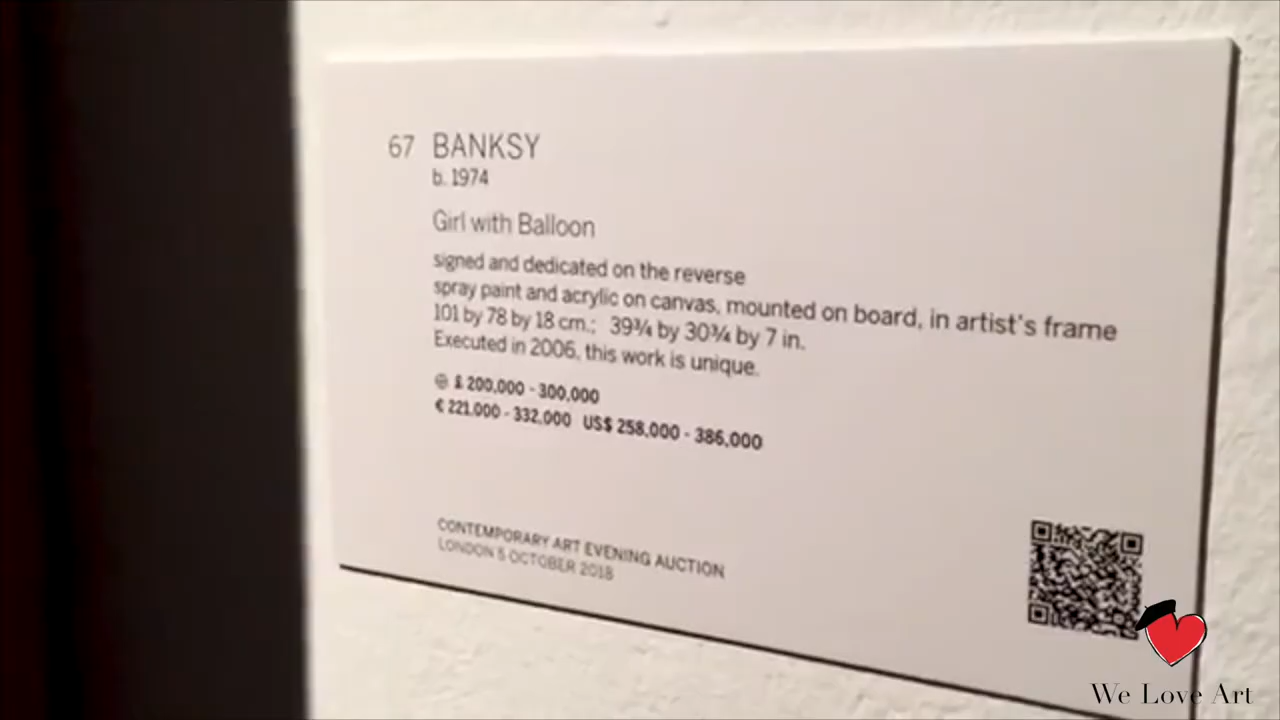 67 BANKSY
b. 1974
Girl with Balloon
signed and dedicated on the reverse
spray paint and acrylic on canvas, mounted on board, in artist's frame
101 by 78 by 18 cm.; 39¾ by 30¾ by 7 in.
Executed in 2006, this work is unique.
£ 200,000 - 300,000
€ 221,000 - 332,000 US$ 258,000 - 386,000
CONTEMPORARY ART EVENING AUCTION
LONDON 5 OCTOBER 2018
We Love Art